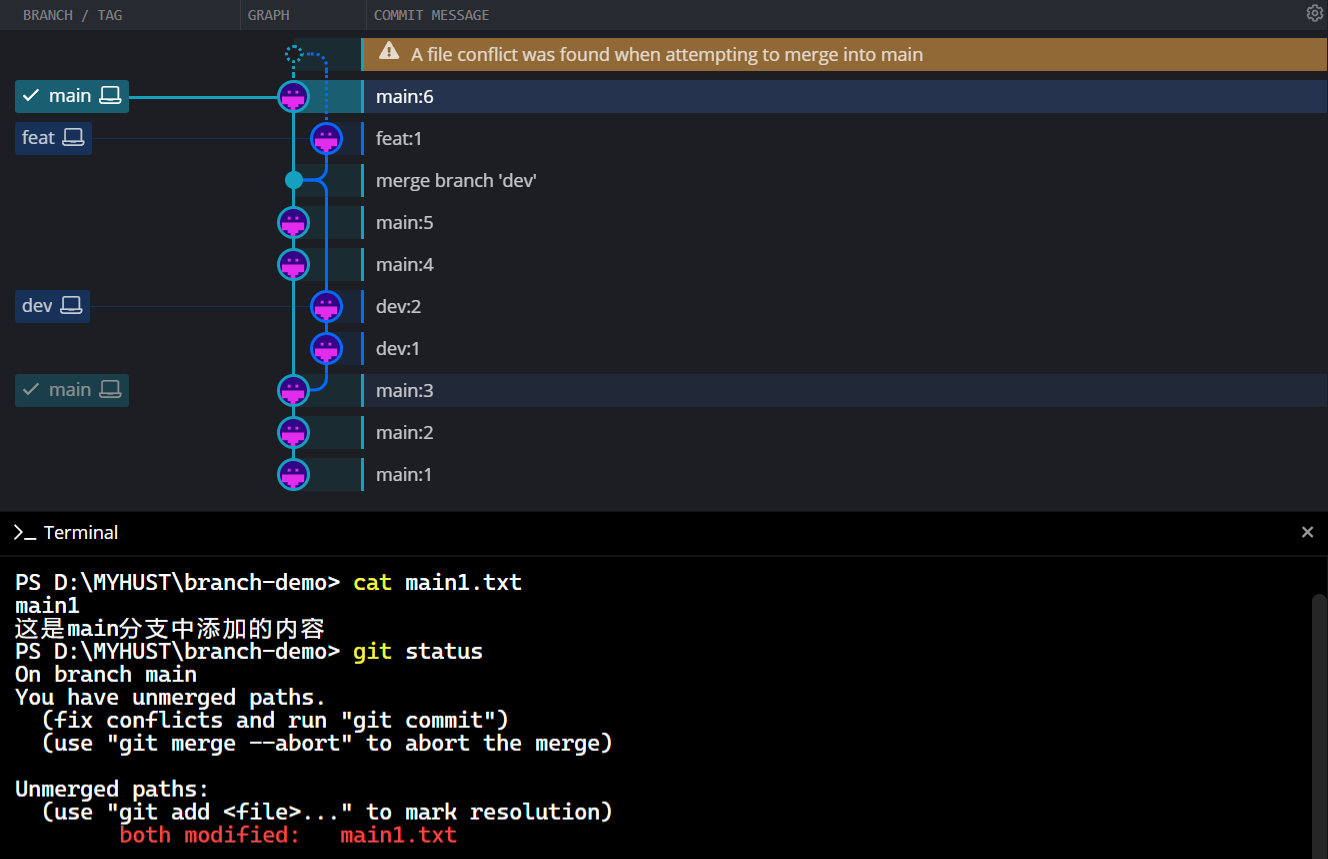 BRANCH / TAG GRAPH COMMIT MESSAGE
A file conflict was found when attempting to merge into main
main main:6
feat feat:1
merge branch 'dev'
main:5
main:4
dev dev:2
dev:1
main main:3
main:2
main:1
Terminal
PS D:\MYHUST\branch-demo> cat main1.txt
main1
这是main分支中添加的内容
PS D:\MYHUST\branch-demo> git status
On branch main
You have unmerged paths.
(fix conflicts and run "git commit")
(use "git merge --abort" to abort the merge)
Unmerged paths:
(use "git add <file>..." to mark resolution)
both modified: main1.txt